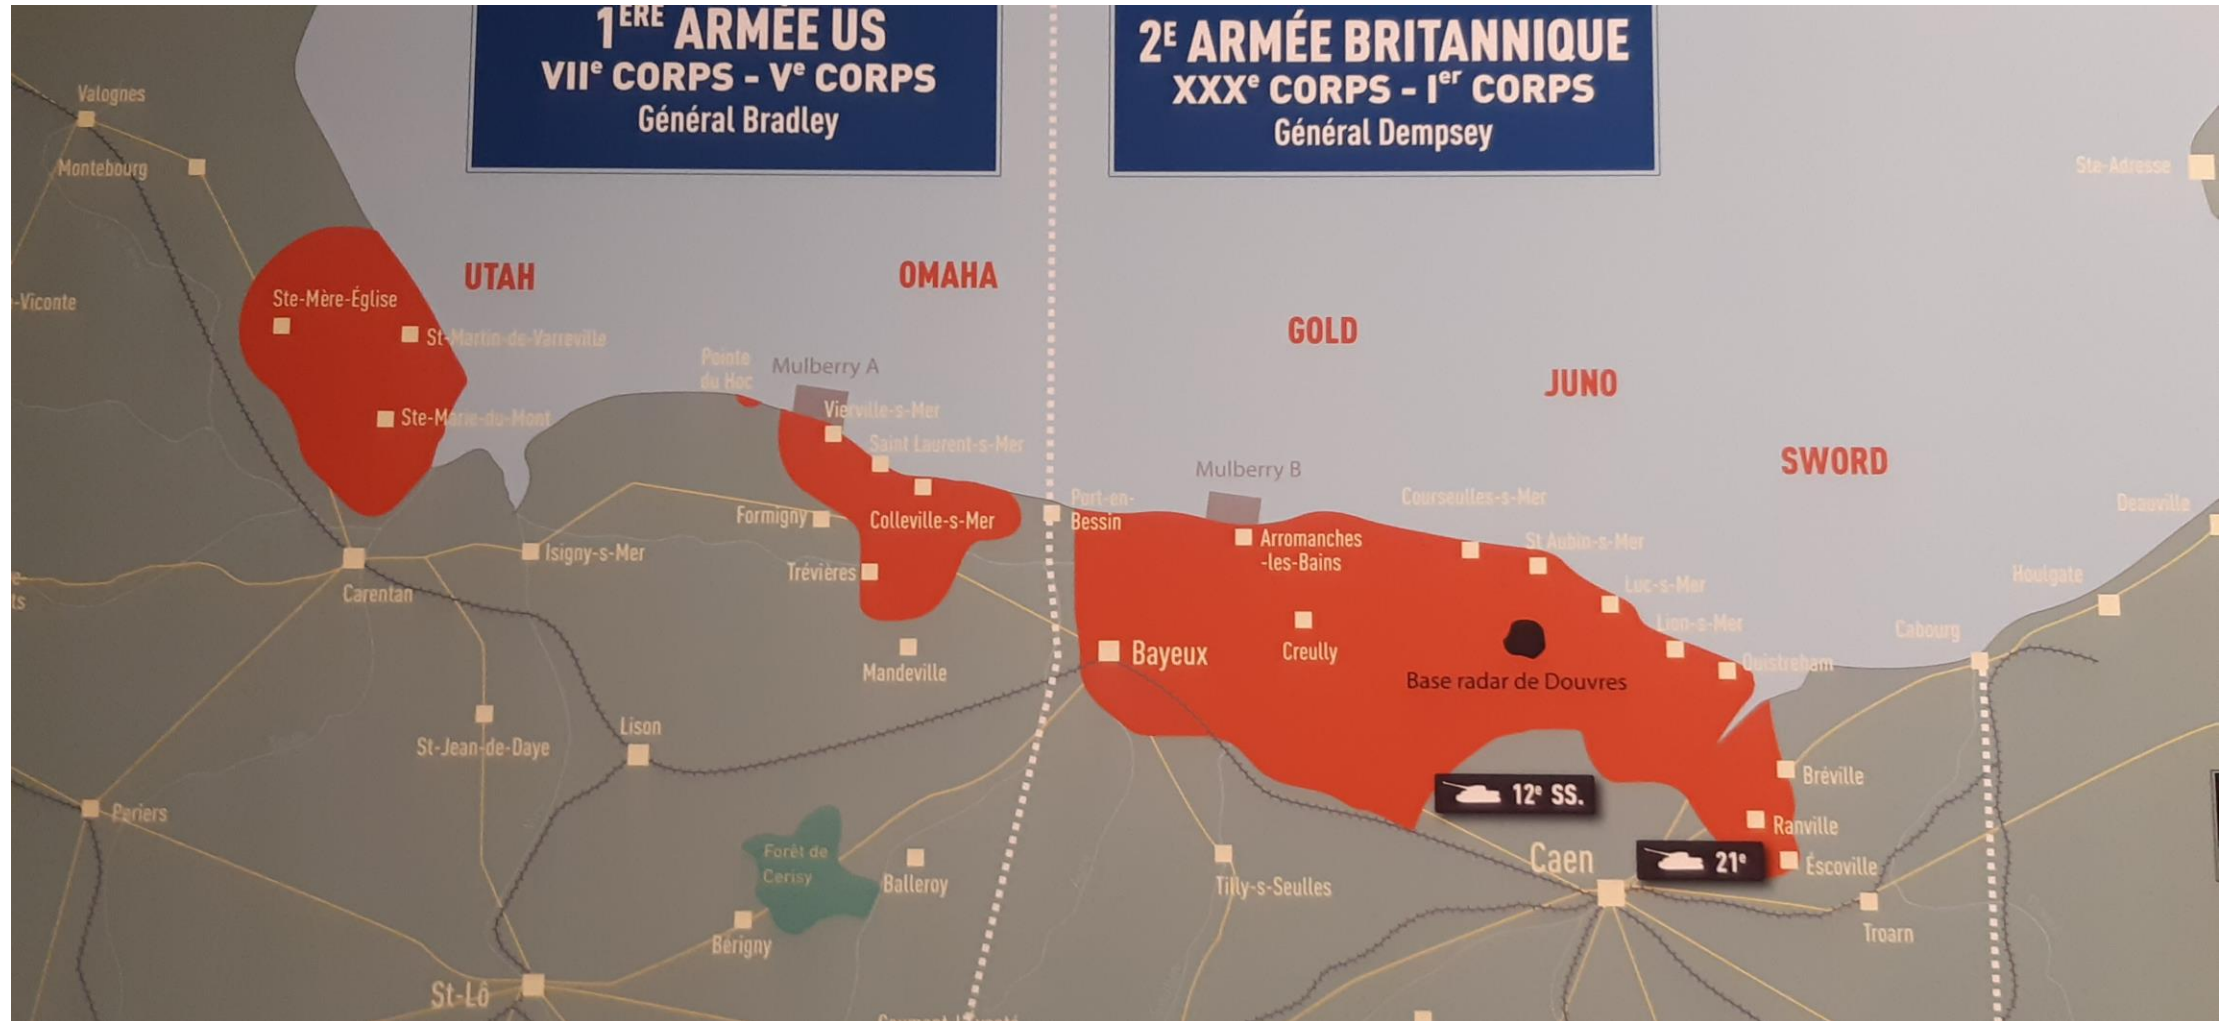 1ÈRE ARMÉE US
VIIe CORPS - Ve CORPS
Général Bradley
2E ARMÉE BRITANNIQUE
XXXe CORPS - Ier CORPS
Général Dempsey
Valognes
Montebourg
Ste-Adresse
UTAH
OMAHA
GOLD
JUNO
SWORD
Ste-Mère-Église
-Viconte
St-Martin-de-Varreville
Ste-Marie-du-Mont
Pointe
du Hoc
Mulberry A
Vierville-s-Mer
Saint Laurent-s-Mer
Colleville-s-Mer
Formigny
Trévières
Mandeville
Isigny-s-Mer
Carentan
Port-en-
Bessin
Mulberry B
Arromanches
-les-Bains
Courseulles-s-Mer
St Aubin-s-Mer
Luc-s-Mer
Lion-s-Mer
Ouistreham
Cabourg
Houlgate
Deauville
Bayeux
Creully
Base radar de Douvres
St-Jean-de-Daye
Lison
Periers
12e SS.
21e
Bréville
Ranville
Éscoville
Caen
Troarn
Tilly-s-Seulles
Forêt de
Cerisy
Balleroy
Bérigny
St-Lô